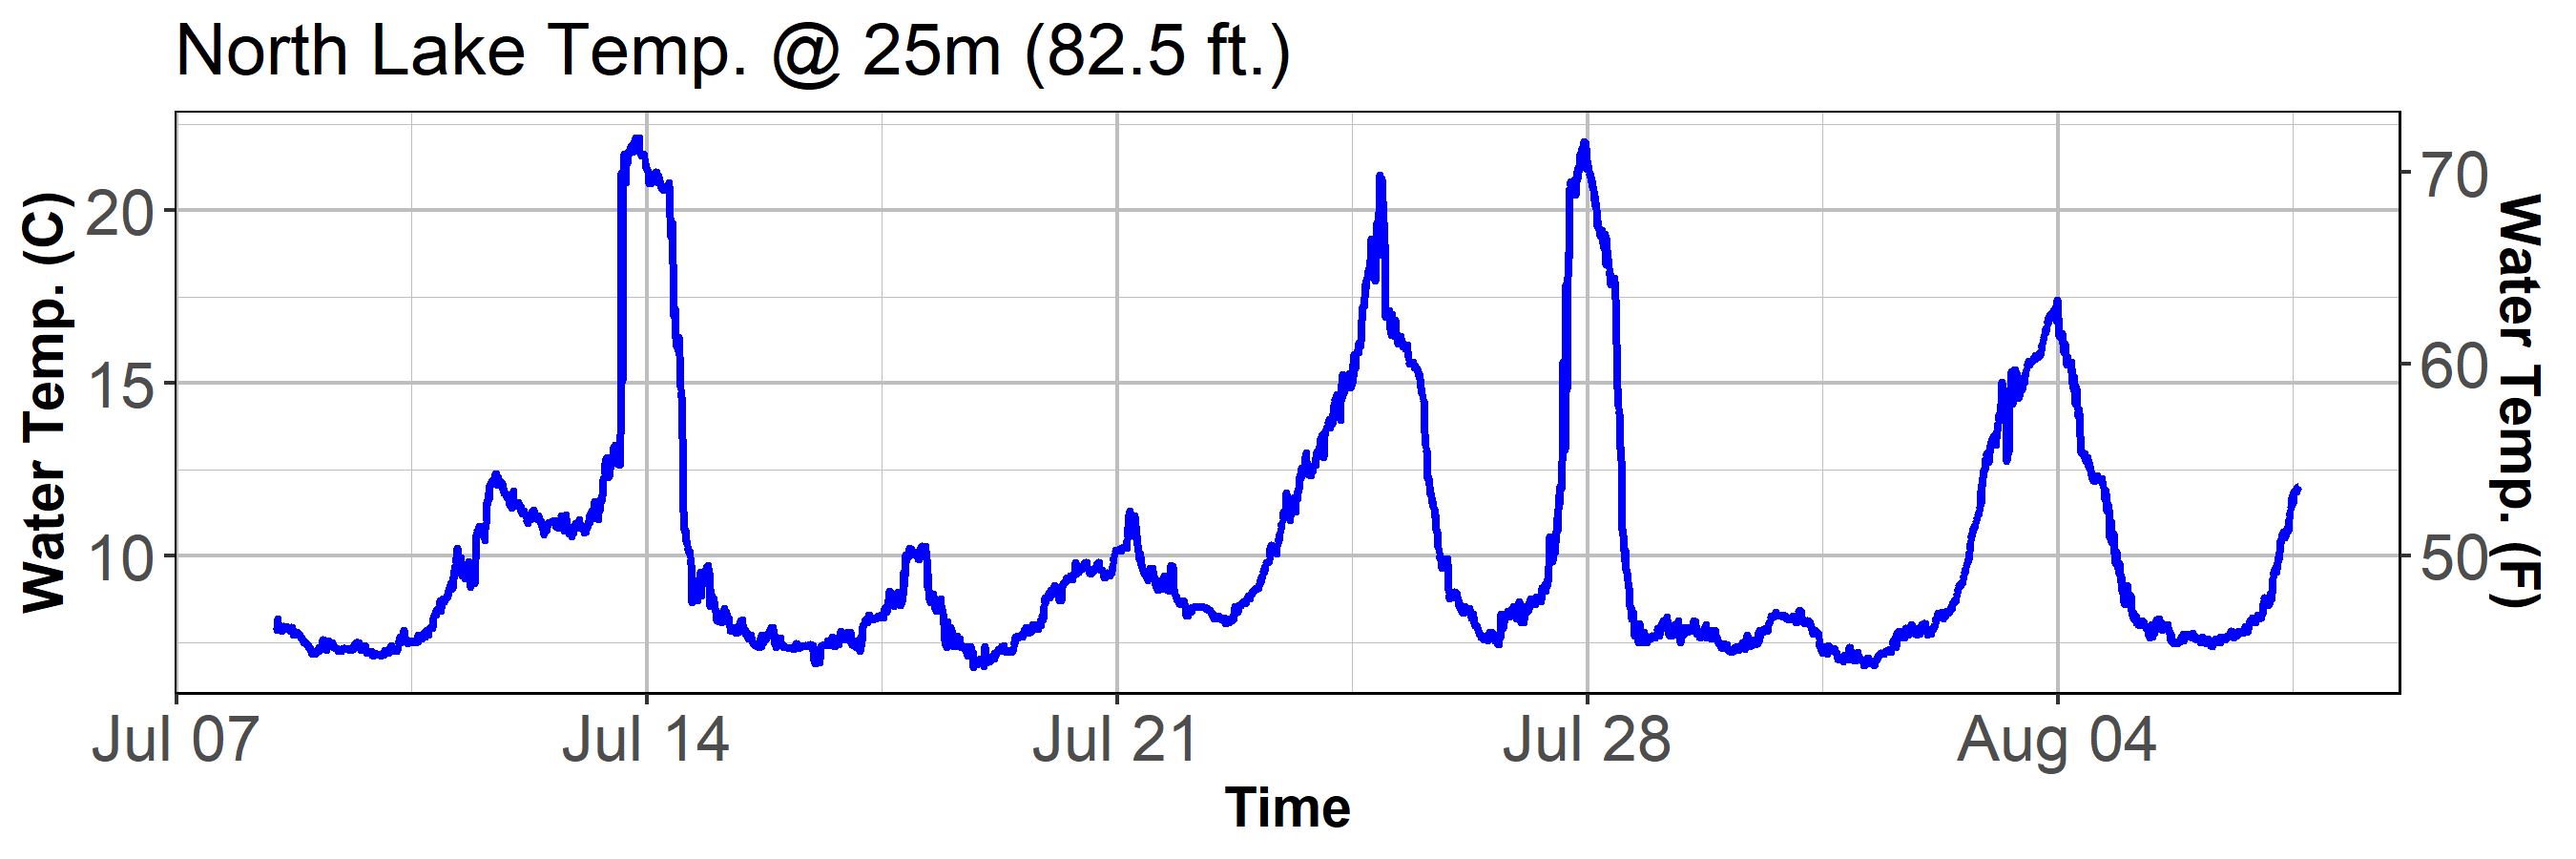 North Lake Temp. @ 25m (82.5 ft.)
Water Temp. (C)
20
15
10
70
60
50
Water Temp. (F)
Jul 07 Jul 14 Jul 21 Jul 28 Aug 04
Time